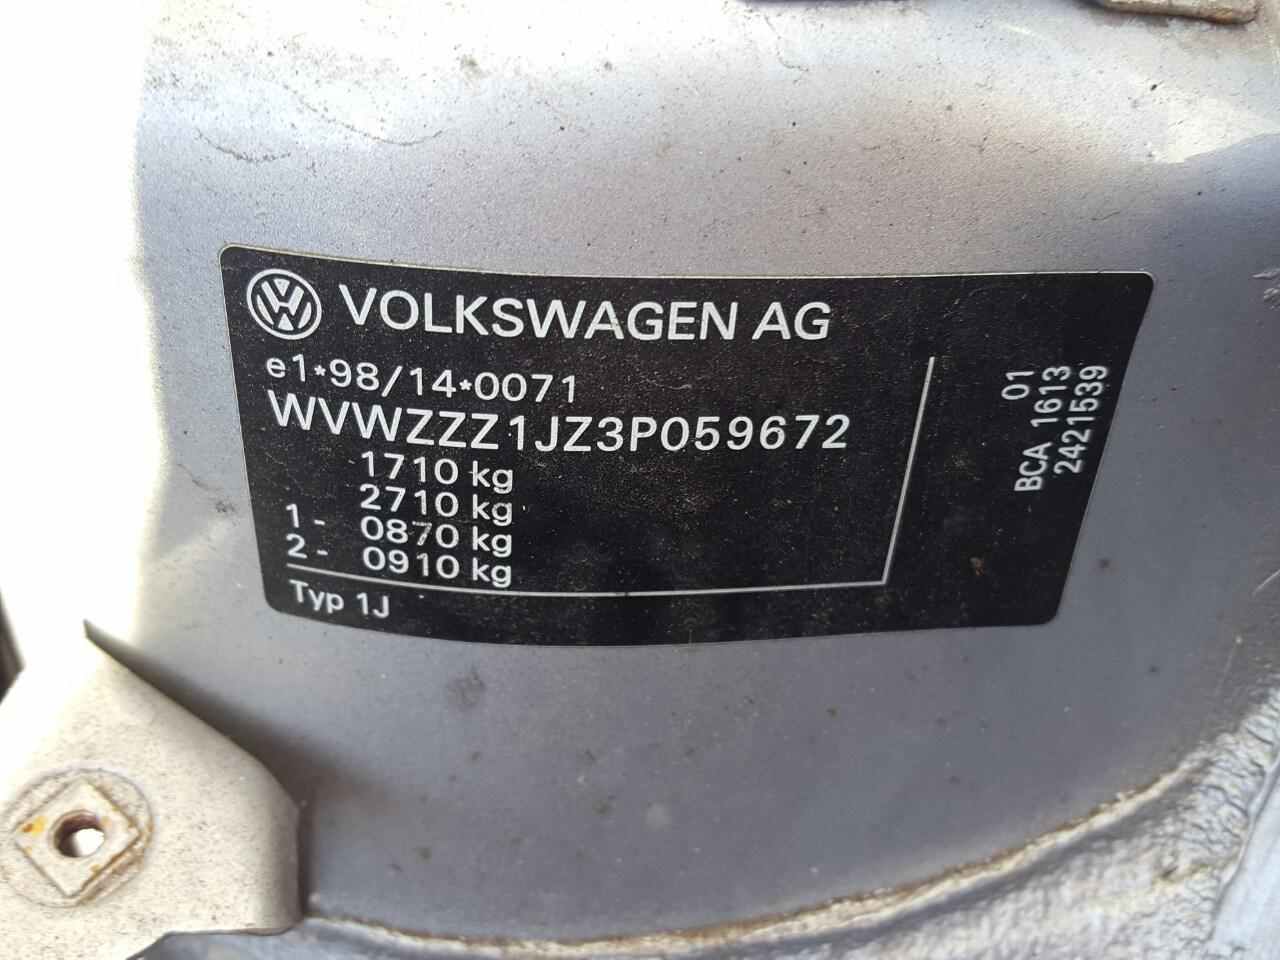 VOLKSWAGEN AG
e1*98/14*0071
WVWZZZ1JZ3P059672
1710 kg
2710 kg
1 - 0870 kg
2 - 0910 kg
Typ 1J
01
BCA 1613
2421539